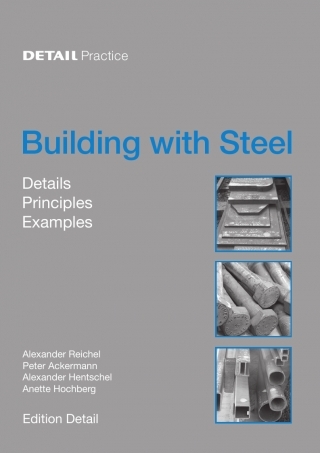 DETAIL Practice
Building with Steel
Details
Principles
Examples
Alexander Reichel
Peter Ackermann
Alexander Hentschel
Anette Hochberg
Edition Detail